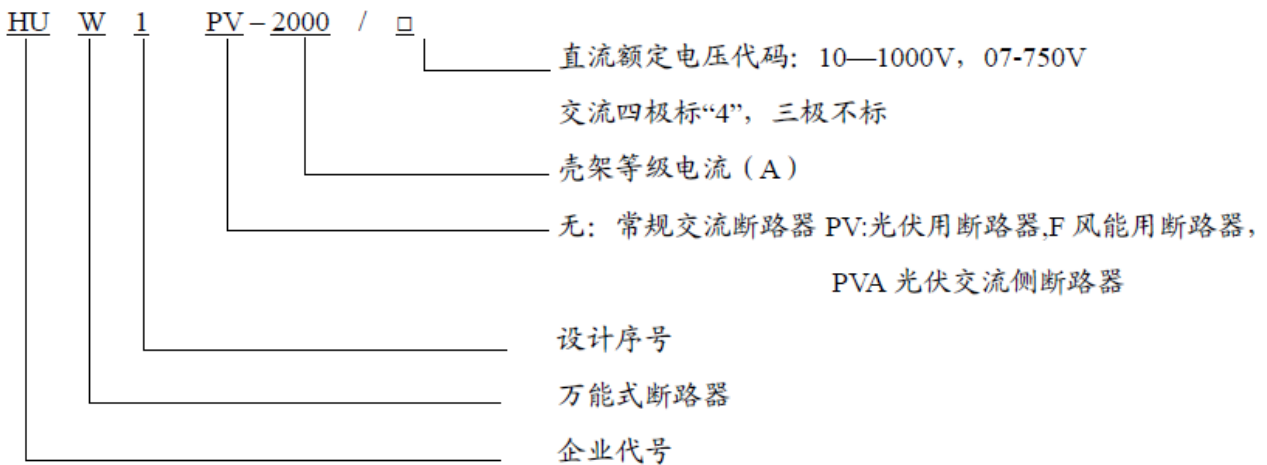 HU W 1 PV – 2000 / □
直流额定电压代码：10—1000V，07-750V
交流四极标“4”，三极不标
壳架等级电流（A）
无：常规交流断路器 PV:光伏用断路器,F 风能用断路器，
PVA 光伏交流侧断路器
设计序号
万能式断路器
企业代号